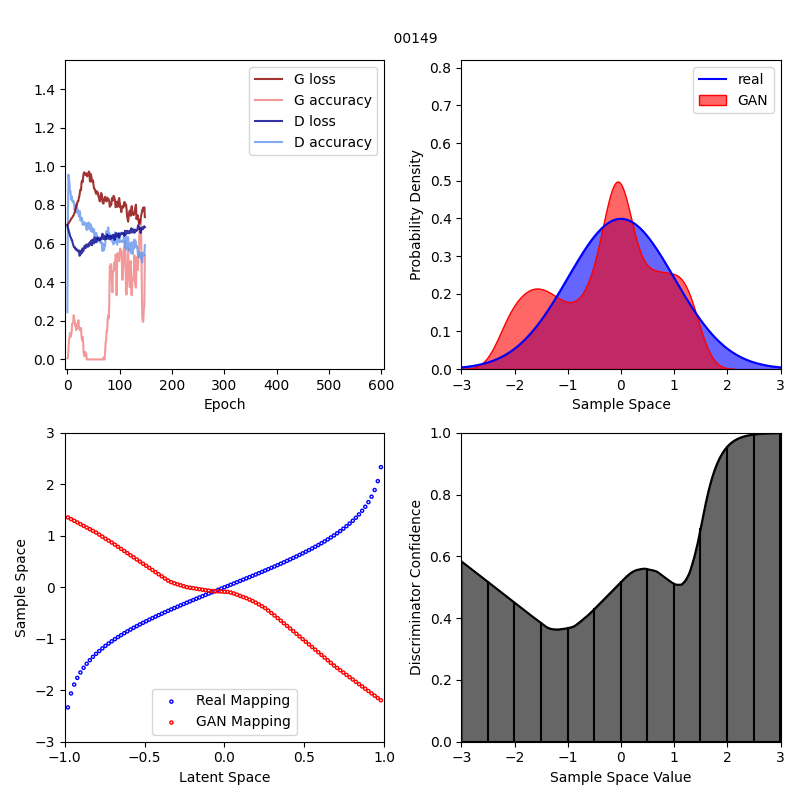 00149
1.4
1.2
1.0
0.8
0.6
0.4
0.2
0.0
0 100 200 300 400 500 600
Epoch
G loss
G accuracy
D loss
D accuracy
0.8
0.7
0.6
0.5
0.4
0.3
0.2
0.1
0.0
Probability Density
−3 −2 −1 0 1 2 3
Sample Space
real
GAN
3
2
1
0
−1
−2
−3
Sample Space
−1.0 −0.5 0.0 0.5 1.0
Latent Space
Real Mapping
GAN Mapping
1.0
0.8
0.6
0.4
0.2
0.0
Discriminator Confidence
−3 −2 −1 0 1 2 3
Sample Space Value